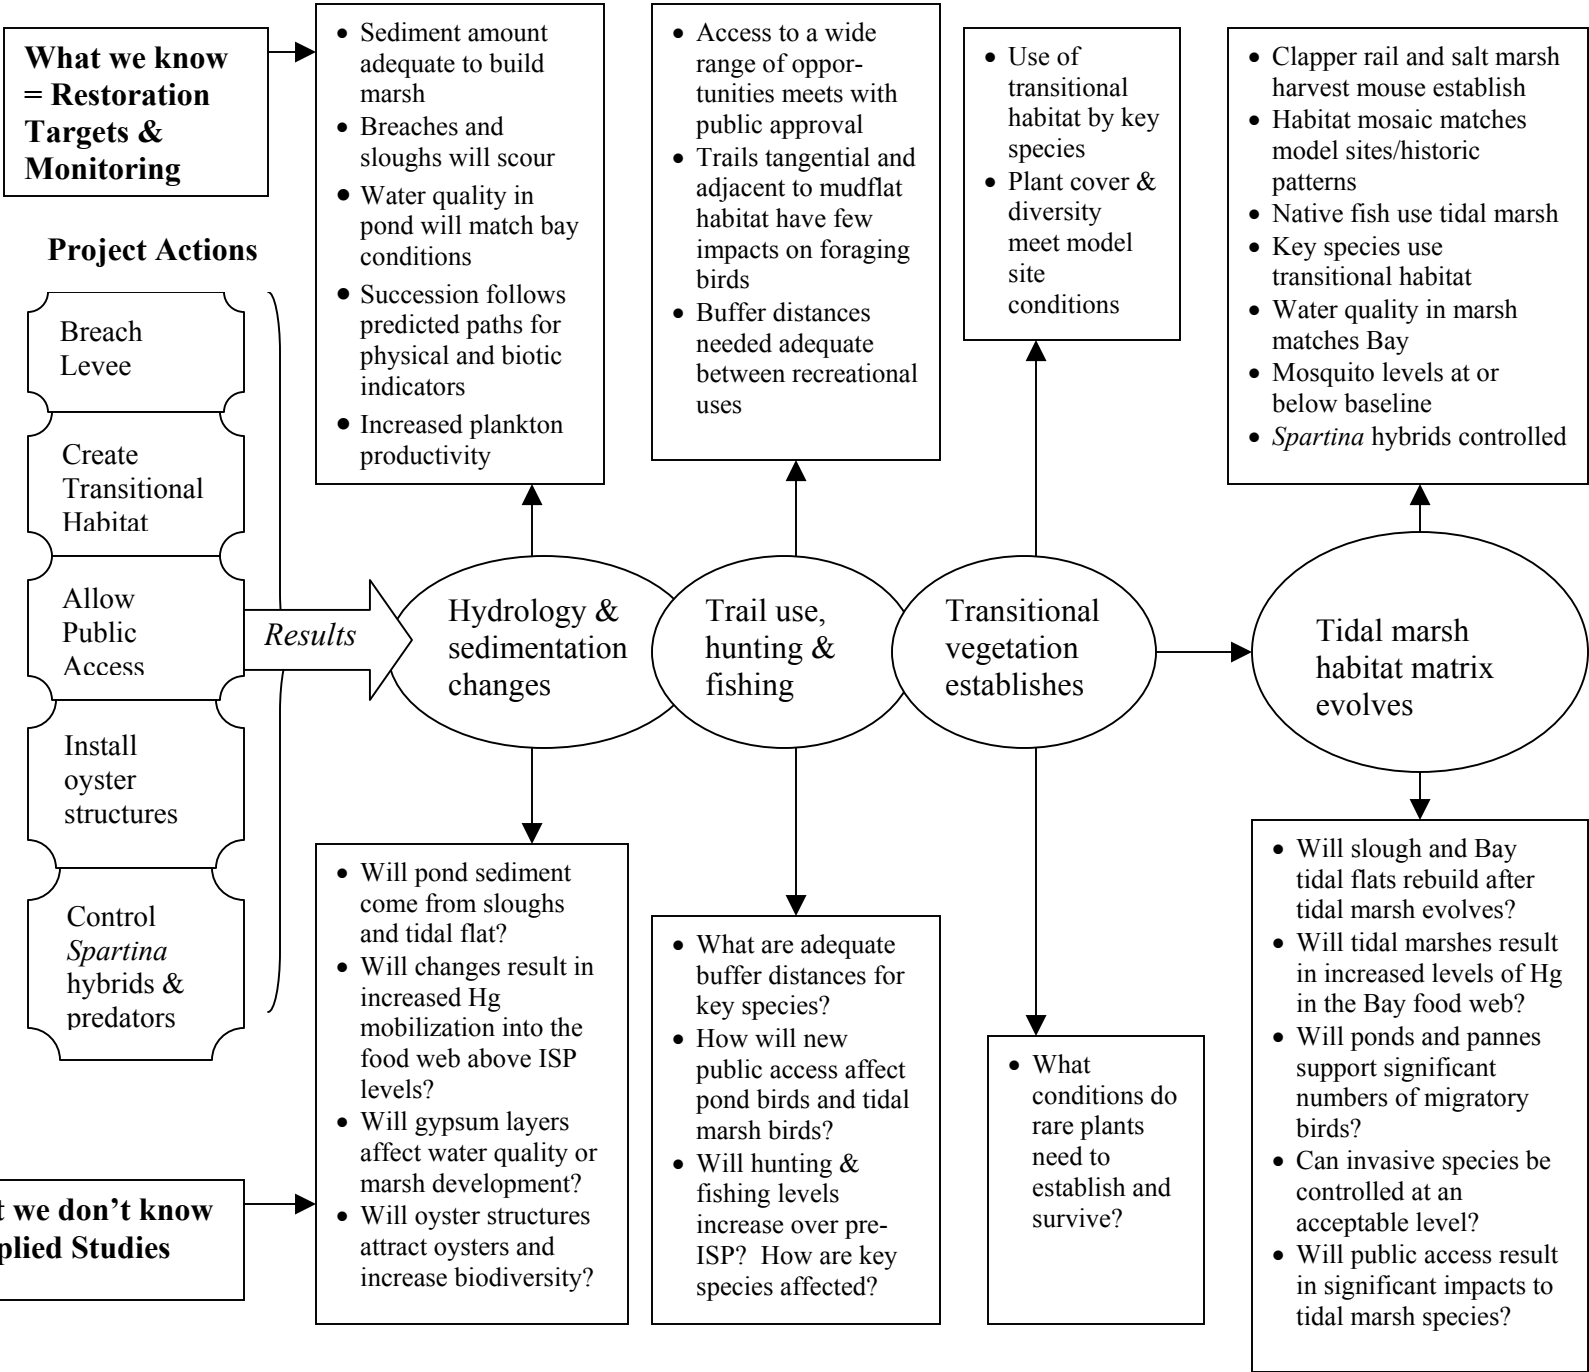 What we know
= Restoration
Targets &
Monitoring
• Sediment amount
adequate to build
marsh
• Breaches and
sloughs will scour
• Water quality in
pond will match bay
conditions
• Succession follows
predicted paths for
physical and biotic
indicators
• Increased plankton
productivity
• Access to a wide
range of oppor-
tunities meets with
public approval
• Trails tangential and
adjacent to mudflat
habitat have few
impacts on foraging
birds
• Buffer distances
needed adequate
between recreational
uses
• Use of
transitional
habitat by key
species
• Plant cover &
diversity
meet model
site
conditions
• Clapper rail and salt marsh
harvest mouse establish
• Habitat mosaic matches
model sites/historic
patterns
• Native fish use tidal marsh
• Key species use
transitional habitat
• Water quality in marsh
matches Bay
• Mosquito levels at or
below baseline
• Spartina hybrids controlled
Project Actions
Breach
Levee
Create
Transitional
Habitat
Allow
Public
Access
Install
oyster
structures
Control
Spartina
hybrids &
predators
Results
Hydrology &
sedimentation
changes
Trail use,
hunting &
fishing
Transitional
vegetation
establishes
Tidal marsh
habitat matrix
evolves
t we don’t know
plied Studies
• Will pond sediment
come from sloughs
and tidal flat?
• Will changes result in
increased Hg
mobilization into the
food web above ISP
levels?
• Will gypsum layers
affect water quality or
marsh development?
• Will oyster structures
attract oysters and
increase biodiversity?
• What are adequate
buffer distances for
key species?
• How will new
public access affect
pond birds and tidal
marsh birds?
• Will hunting &
fishing levels
increase over pre-
ISP? How are key
species affected?
• What
conditions do
rare plants
need to
establish and
survive?
• Will slough and Bay
tidal flats rebuild after
tidal marsh evolves?
• Will tidal marshes result
in increased levels of Hg
in the Bay food web?
• Will ponds and pannes
support significant
numbers of migratory
birds?
• Can invasive species be
controlled at an
acceptable level?
• Will public access result
in significant impacts to
tidal marsh species?